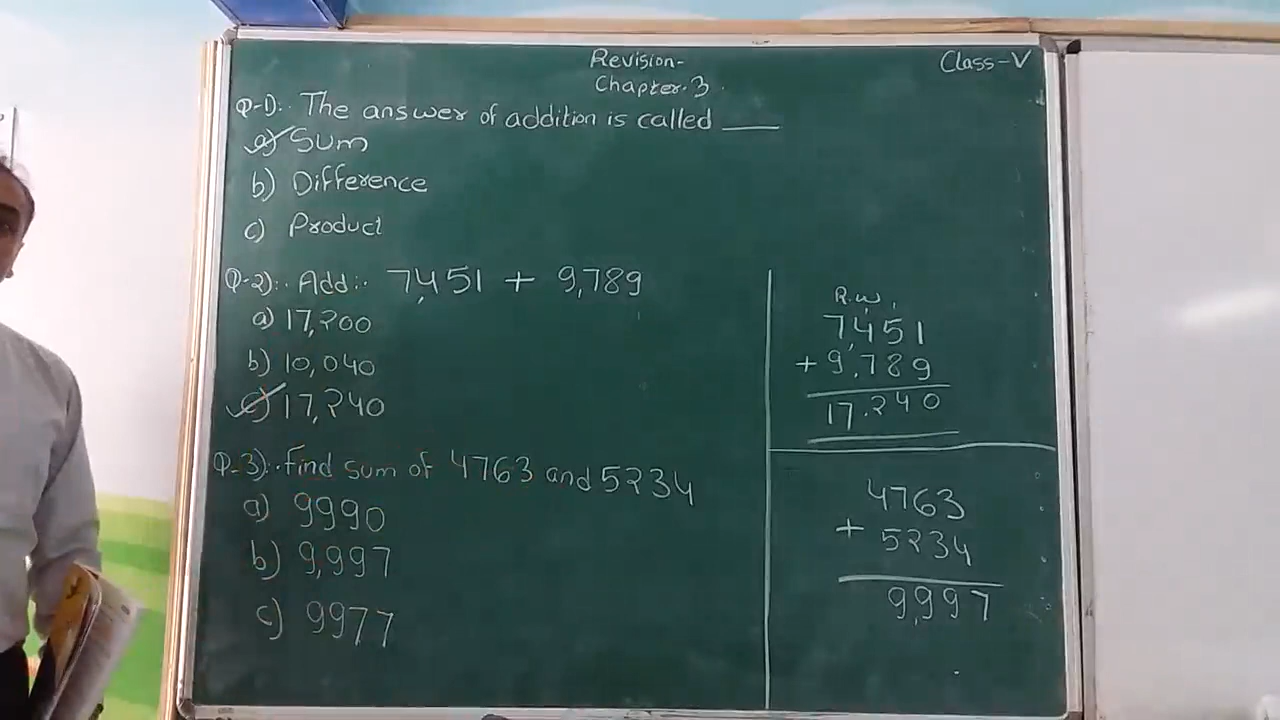 Revision-
Chapter.3
Class-V
Q-1):. The answer of addition is called ____
a) Sum
b) Difference
c) Product
Q-2):. Add:. 7,451 + 9,789
a) 17,200
b) 10,040
c) 17,240
Q-3):. Find sum of 4763 and 5234
a) 9990
b) 9,997
c) 9977
R.w.
7,451
+ 9,789
17,240
4763
+ 5234
9,997